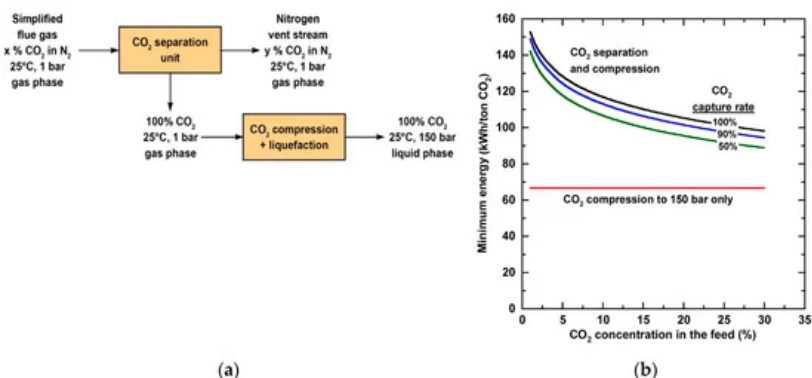 Simplified
flue gas
x % CO₂ in N₂
25°C, 1 bar
gas phase
CO₂ separation
unit
Nitrogen
vent stream
y % CO₂ in N₂
25°C, 1 bar
gas phase
100% CO₂
25°C, 1 bar
gas phase
CO₂ compression
+ liquefaction
100% CO₂
25°C, 150 bar
liquid phase
(a)
Minimum energy (kWh/ton CO₂)
160
140
120
100
80
60
40
20
0
CO₂ separation
and compression
CO₂
capture rate
100%
90%
50%
CO₂ compression to 150 bar only
0 5 10 15 20 25 30 35
CO₂ concentration in the feed (%)
(b)